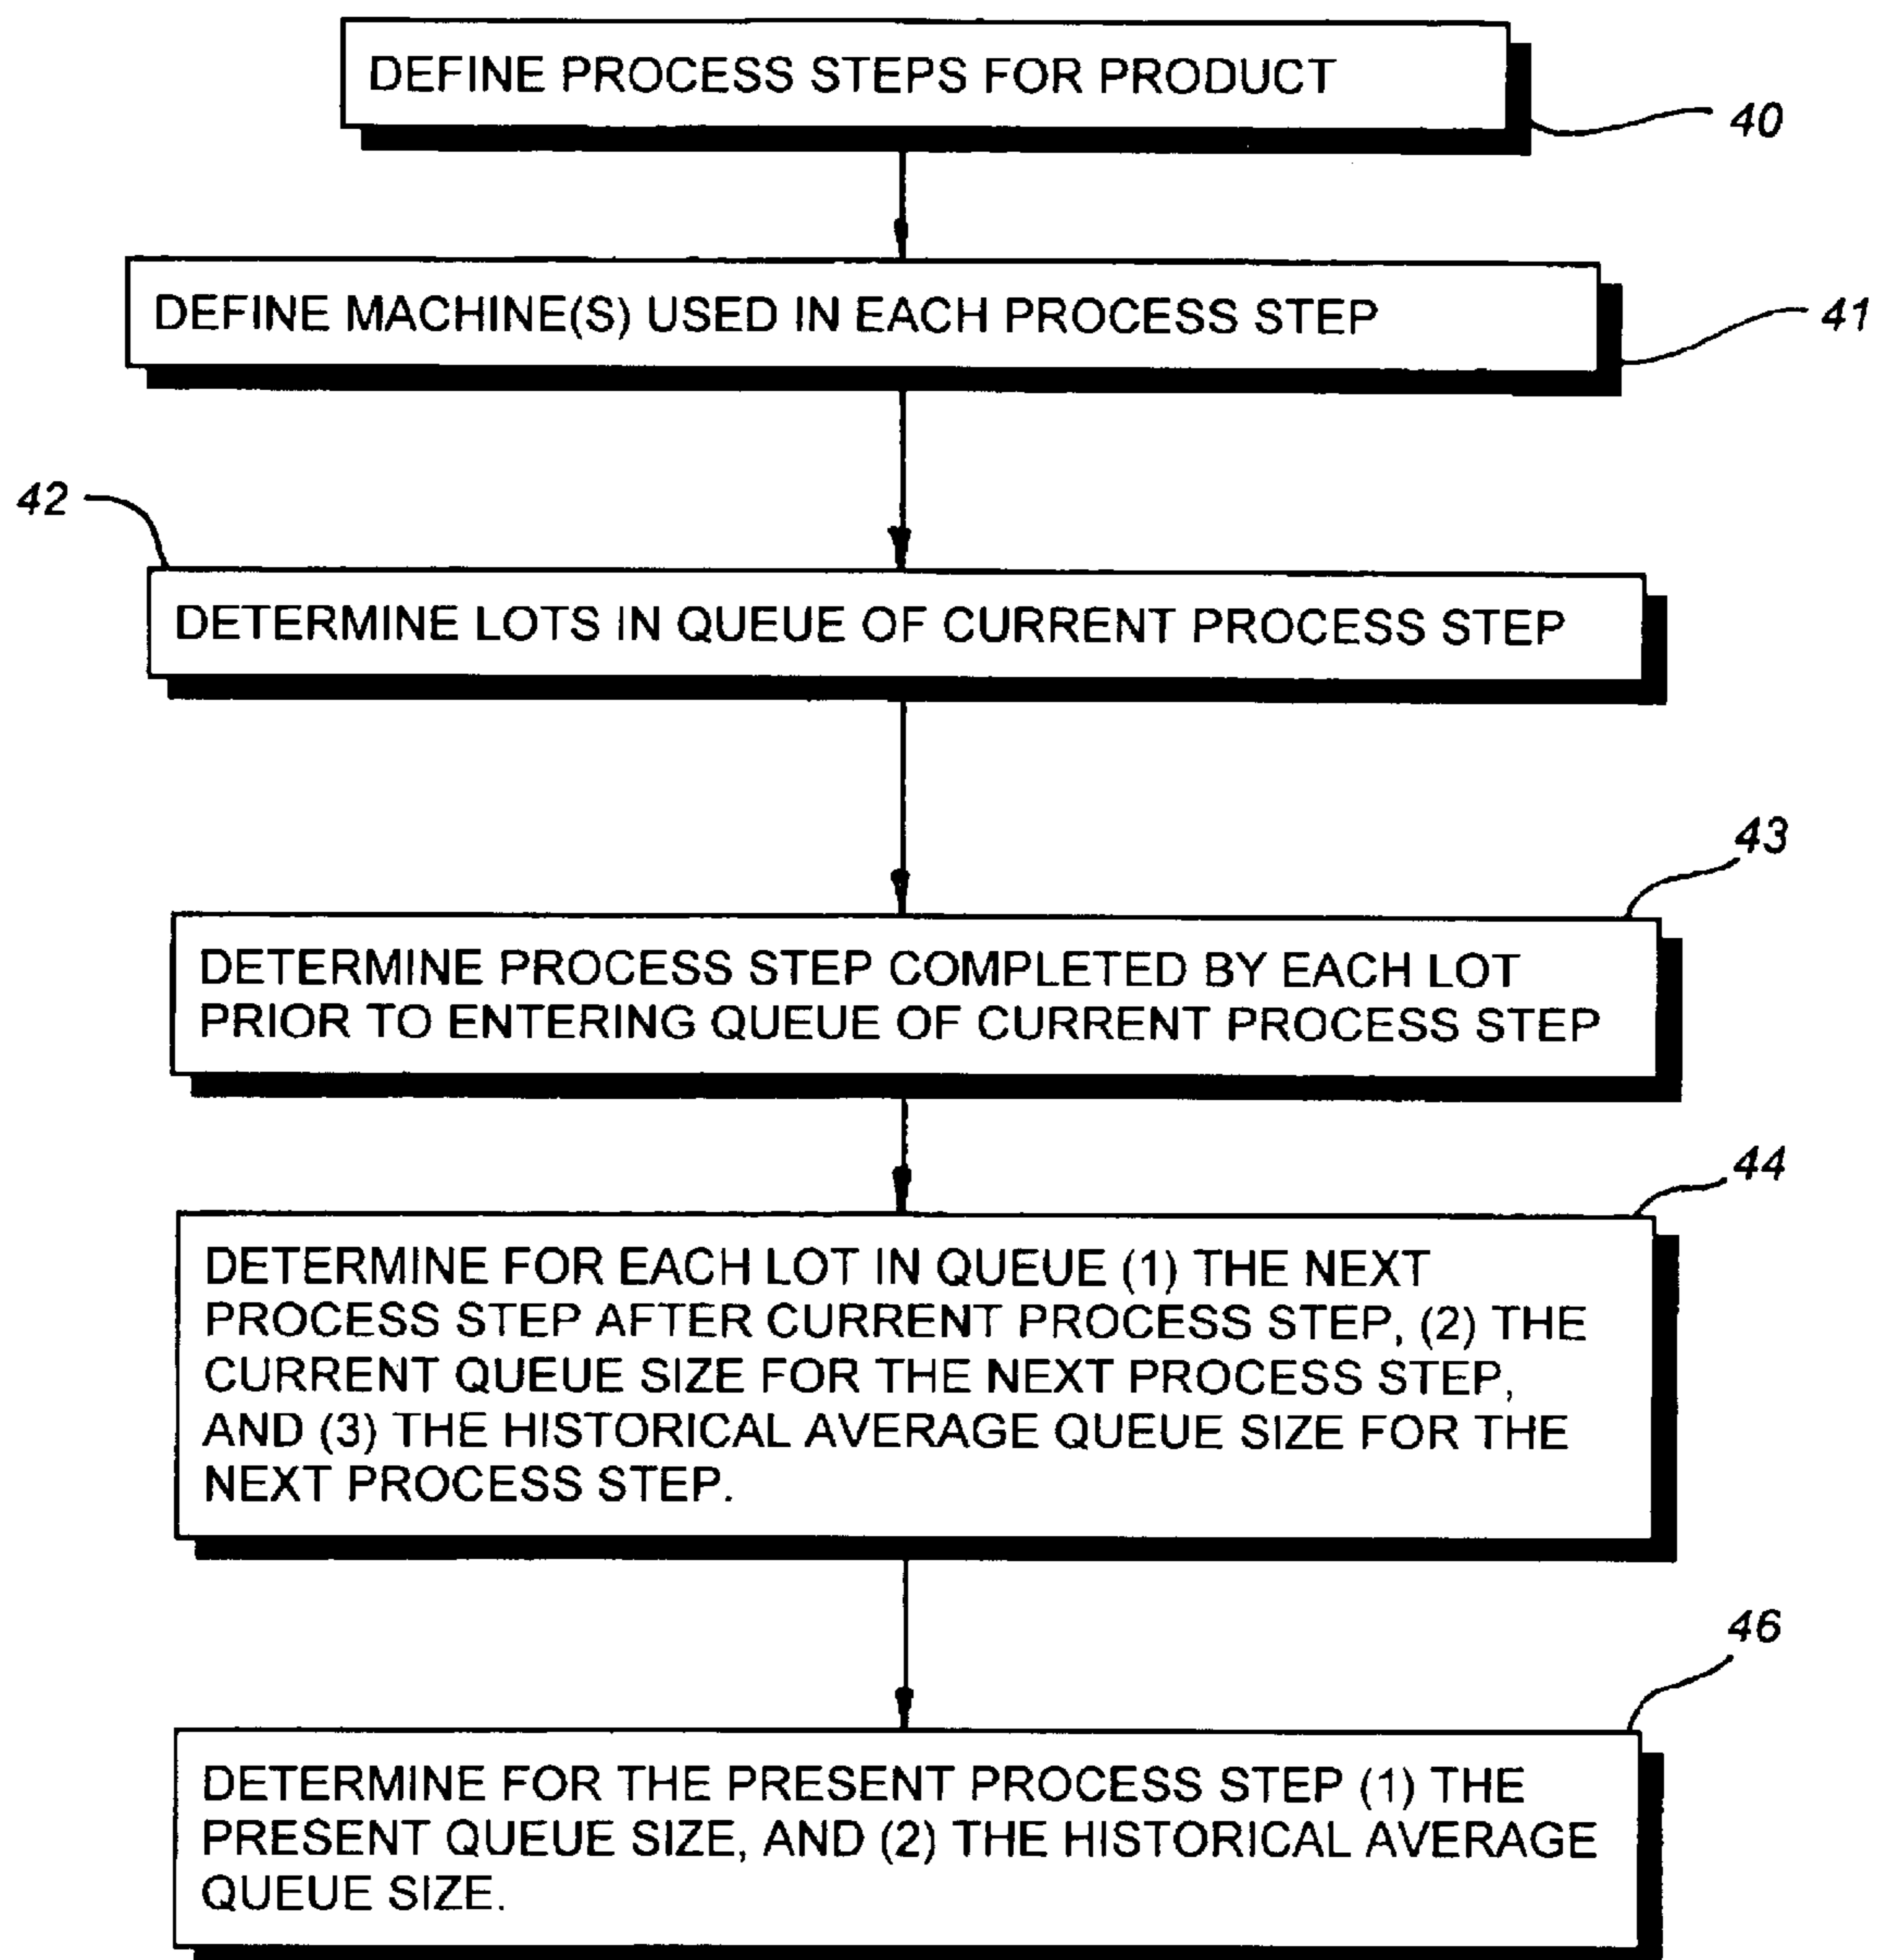 DEFINE PROCESS STEPS FOR PRODUCT
40
DEFINE MACHINE(S) USED IN EACH PROCESS STEP
41
42
DETERMINE LOTS IN QUEUE OF CURRENT PROCESS STEP
43
DETERMINE PROCESS STEP COMPLETED BY EACH LOT
PRIOR TO ENTERING QUEUE OF CURRENT PROCESS STEP
44
DETERMINE FOR EACH LOT IN QUEUE (1) THE NEXT
PROCESS STEP AFTER CURRENT PROCESS STEP, (2) THE
CURRENT QUEUE SIZE FOR THE NEXT PROCESS STEP,
AND (3) THE HISTORICAL AVERAGE QUEUE SIZE FOR THE
NEXT PROCESS STEP.
46
DETERMINE FOR THE PRESENT PROCESS STEP (1) THE
PRESENT QUEUE SIZE, AND (2) THE HISTORICAL AVERAGE
QUEUE SIZE.